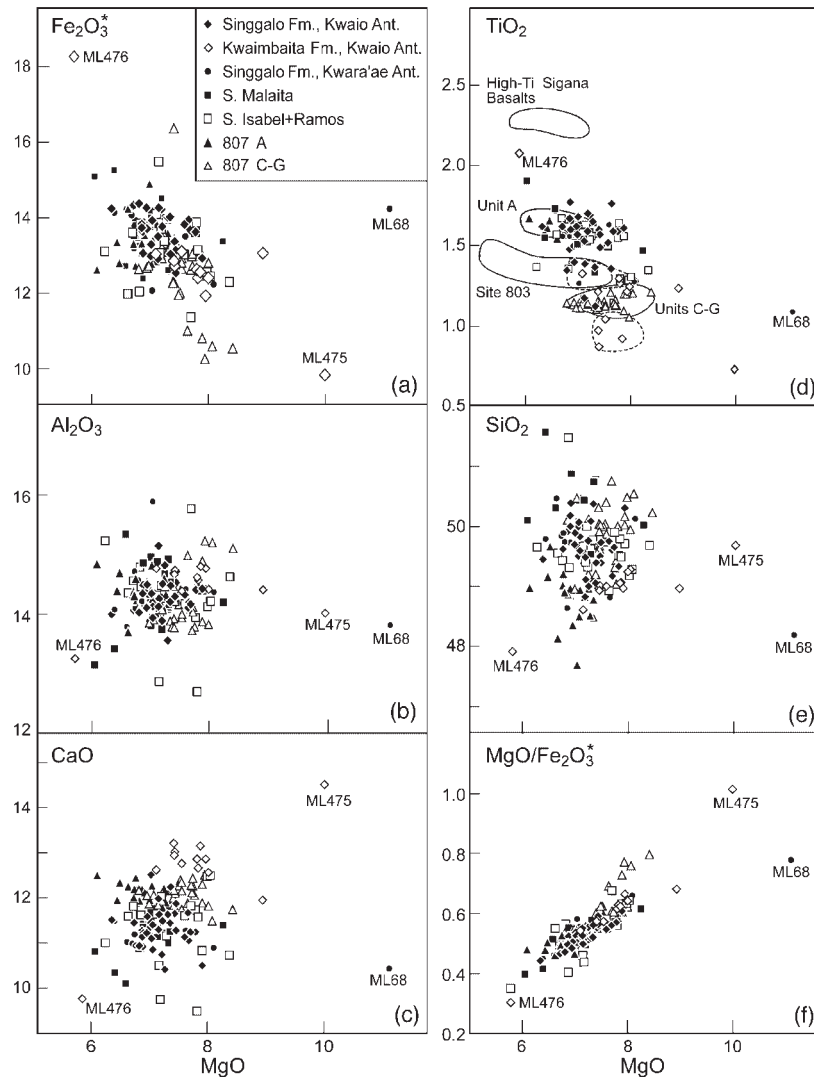 Fe2O3*
18
16
14
12
10
ML476
◆ Singgalo Fm., Kwaio Ant.
◇ Kwaimbaita Fm., Kwaio Ant.
● Singgalo Fm., Kwara'ae Ant.
■ S. Malaita
□ S. Isabel+Ramos
▲ 807 A
△ 807 C-G
ML68
ML475
(a)
Al2O3
16
14
12
ML476
ML475
ML68
(b)
CaO
14
12
10
ML475
ML476
ML68
(c)
6
8
10
MgO
TiO2
2.5
2.0
1.5
1.0
0.5
High-Ti Sigana
Basalts
ML476
Unit A
Site 803
Units C-G
ML68
(d)
SiO2
50
48
ML475
ML476
ML68
(e)
MgO/Fe2O3*
1.0
0.8
0.6
0.4
0.2
ML475
ML68
ML476
(f)
6
8
10
MgO